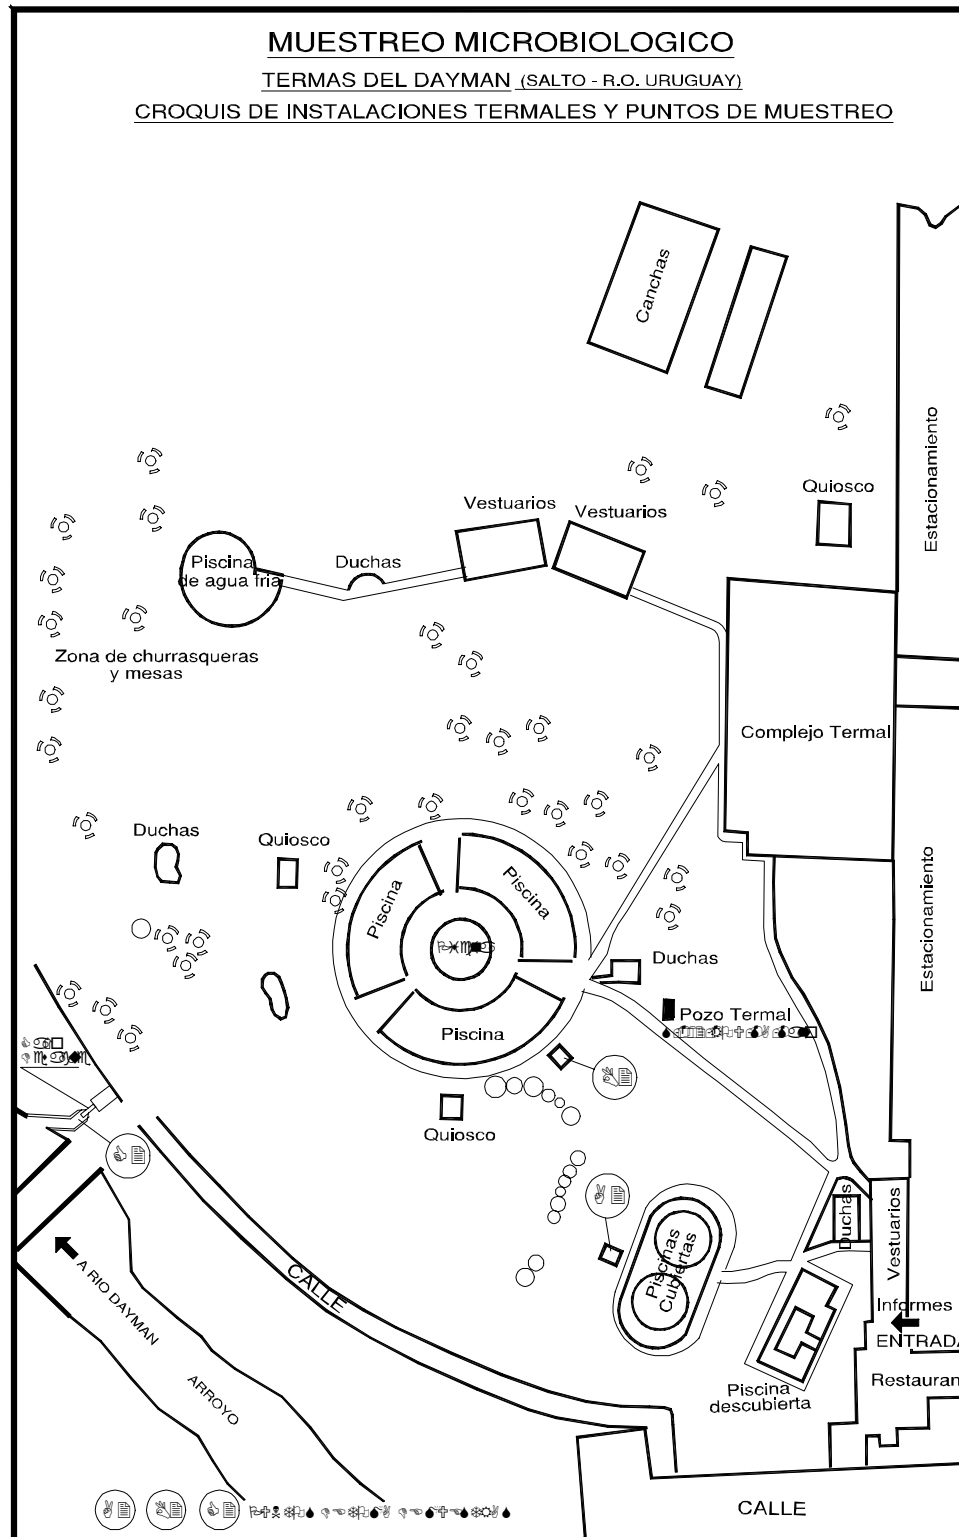 MUESTREO MICROBIOLOGICO
TERMAS DEL DAYMAN (SALTO - R.O. URUGUAY)
CROQUIS DE INSTALACIONES TERMALES Y PUNTOS DE MUESTREO
Canchas
Estacionamiento
Quiosco
Vestuarios
Vestuarios
Piscina
de agua fria
Duchas
Zona de churrasqueras
y mesas
Complejo Termal
Duchas
Quiosco
Piscina
Piscina
Piscina
Estacionamiento
Duchas
Pozo Termal
Quiosco
Duchas
Vestuarios
Piscinas
Cubiertas
CALLE
A RIO DAYMAN
ARROYO
Informes
ENTRADA
Restauran
Piscina
descubierta
CALLE